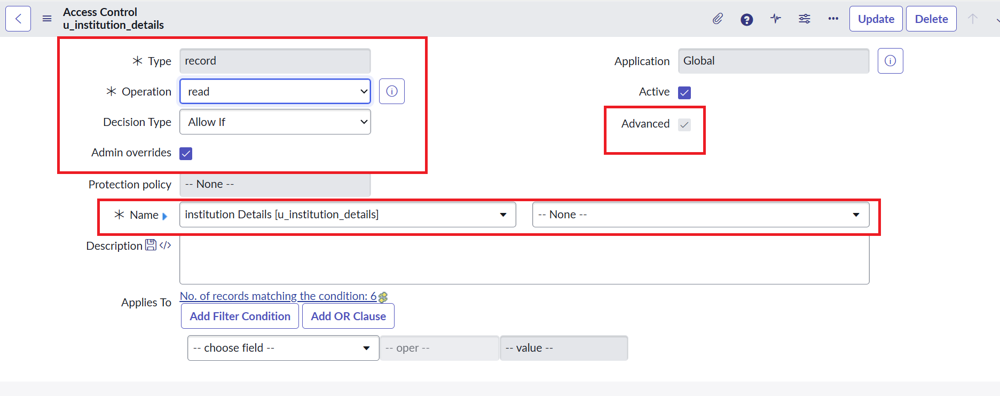 Access Control
u_institution_details
Update
Delete
Type
record
Application
Global
Operation
read
Active
Decision Type
Allow If
Advanced
Admin overrides
Protection policy
-- None --
Name
institution Details [u_institution_details]
-- None --
Description
Applies To
No. of records matching the condition: 6
Add Filter Condition
Add OR Clause
-- choose field --
-- oper --
-- value --